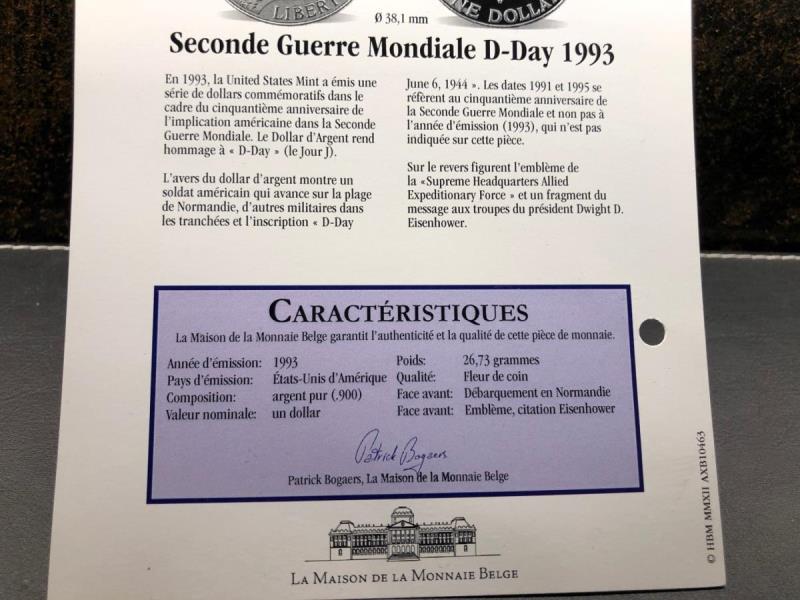 LIBERTY
NE DOLLAR
Ø 38,1 mm
Seconde Guerre Mondiale D-Day 1993
En 1993, la United States Mint a émis une
série de dollars commémoratifs dans le
cadre du cinquantième anniversaire de
l'implication américaine dans la Seconde
Guerre Mondiale. Le Dollar d'Argent rend
hommage à « D-Day » (le Jour J).
L'avers du dollar d'argent montre un
soldat américain qui avance sur la plage
de Normandie, d'autres militaires dans
les tranchées et l'inscription « D-Day
June 6, 1944 ». Les dates 1991 et 1995 se
réfèrent au cinquantième anniversaire de
la Seconde Guerre Mondiale et non pas à
l'année d'émission (1993), qui n'est pas
indiquée sur cette pièce.
Sur le revers figurent l'emblème de
la «Supreme Headquarters Allied
Expeditionary Force » et un fragment du
message aux troupes du président Dwight D.
Eisenhower.
CARACTÉRISTIQUES
La Maison de la Monnaie Belge garantit l'authenticité et la qualité de cette pièce de monnaie.
Année d'émission: 1993
Pays d'émission: États-Unis d'Amérique
Composition: argent pur (.900)
Valeur nominale: un dollar
Poids: 26,73 grammes
Qualité: Fleur de coin
Face avant: Débarquement en Normandie
Face avant: Emblème, citation Eisenhower
Patrick Bogaers
Patrick Bogaers, La Maison de la Monnaie Belge
LA MAISON DE LA MONNAIE BELGE
© HBM MMXII AXB10463